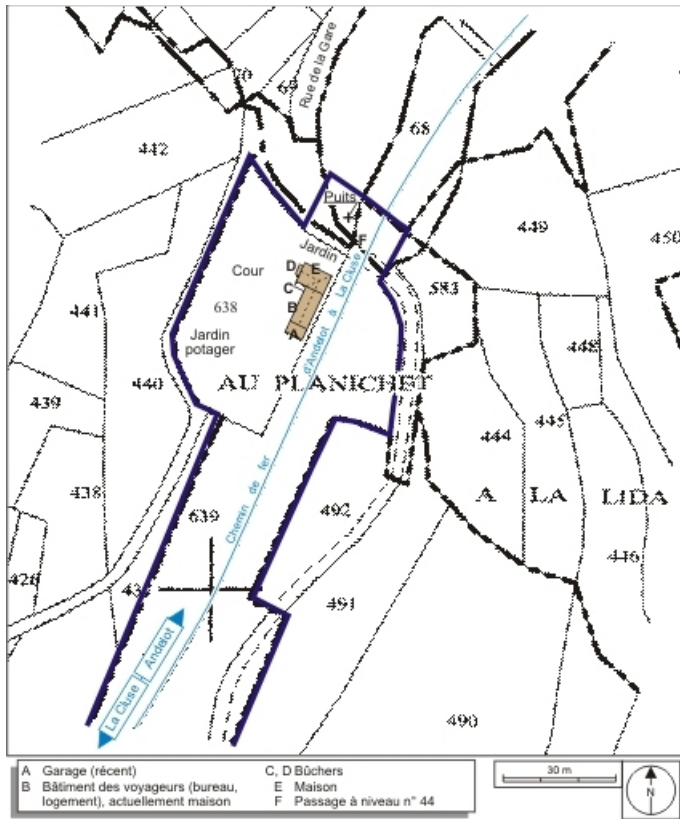 Rue de la Gare
70
69
68
442
Puits
F
449
450
Jardin
D E
Cour
C
583
B
638
441
Jardin
potager
A
448
d'Andelot à La Cluse
440
AU PLANICHET
439
444
445
Chemin de fer
438
639
492
A LA LIDA
446
426
43
491
La Cluse
Andelot
490
A Garage (récent)
B Bâtiment des voyageurs (bureau,
logement), actuellement maison
C, D Bûchers
E Maison
F Passage à niveau n° 44
30 m
N